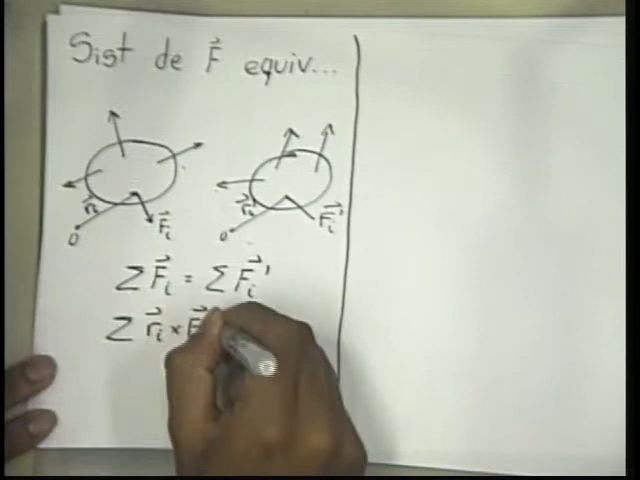 Sist de F⃗ equiv...
r⃗i F⃗i O
r⃗i F⃗i' O
Σ F⃗i = Σ F⃗i'
Σ r⃗i × F⃗